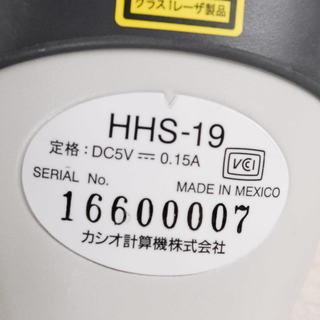 クラス1レーザ製品
HHS-19
定格：DC5V ⎓ 0.15A
VCI
SERIAL No.
MADE IN MEXICO
16600007
カシオ計算機株式会社